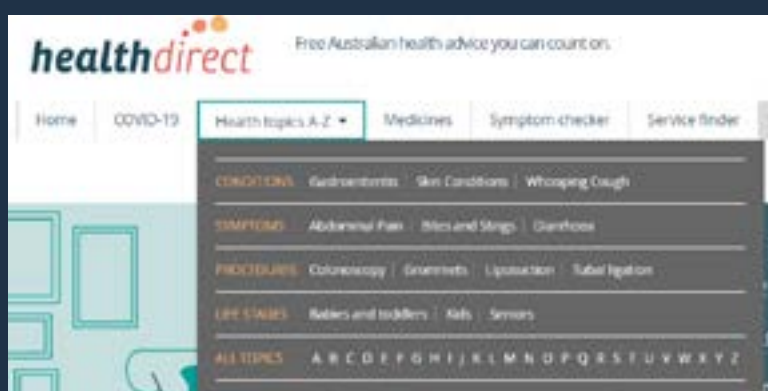 healthdirect
Free Australian health advice you can count on.
Home COVID-19 Health topics A-Z Medicines Symptom checker Service finder
CONDITIONS Gastroenteritis | Skin Conditions | Whooping Cough
SYMPTOMS Abdominal Pain | Bites and Stings | Diarrhoea
PROCEDURES Colonoscopy | Grommets | Liposuction | Tubal ligation
LIFE STAGES Babies and toddlers | Kids | Seniors
ALL TOPICS A B C D E F G H I J K L M N O P Q R S T U V W X Y Z